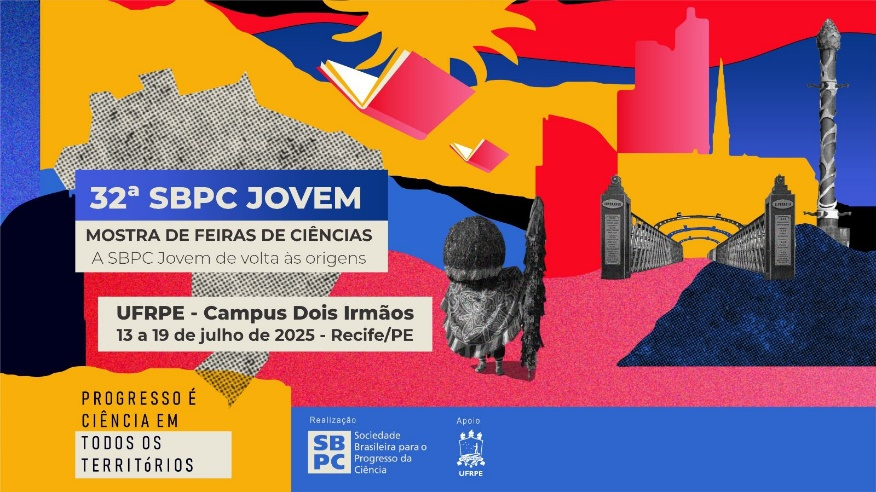 32ª SBPC JOVEM
MOSTRA DE FEIRAS DE CIÊNCIAS
A SBPC Jovem de volta às origens
UFRPE - Campus Dois Irmãos
13 a 19 de julho de 2025 - Recife/PE
PROGRESSO É
CIÊNCIA EM
TODOS OS
TERRITÓRIOS
Realização
SB
PC
Sociedade
Brasileira para o
Progresso da
Ciência
Apoio
UFRPE